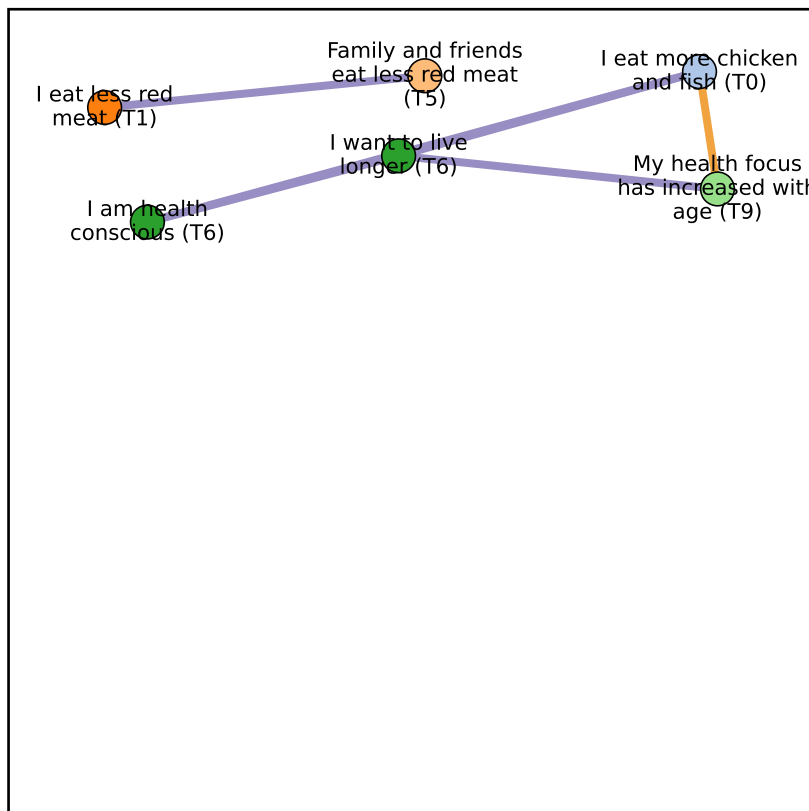 Family and friends
eat less red meat
(T5)
I eat more chicken
and fish (T0)
I eat less red
meat (T1)
I want to live
longer (T6)
My health focus
has increased with
age (T9)
I am health
conscious (T6)